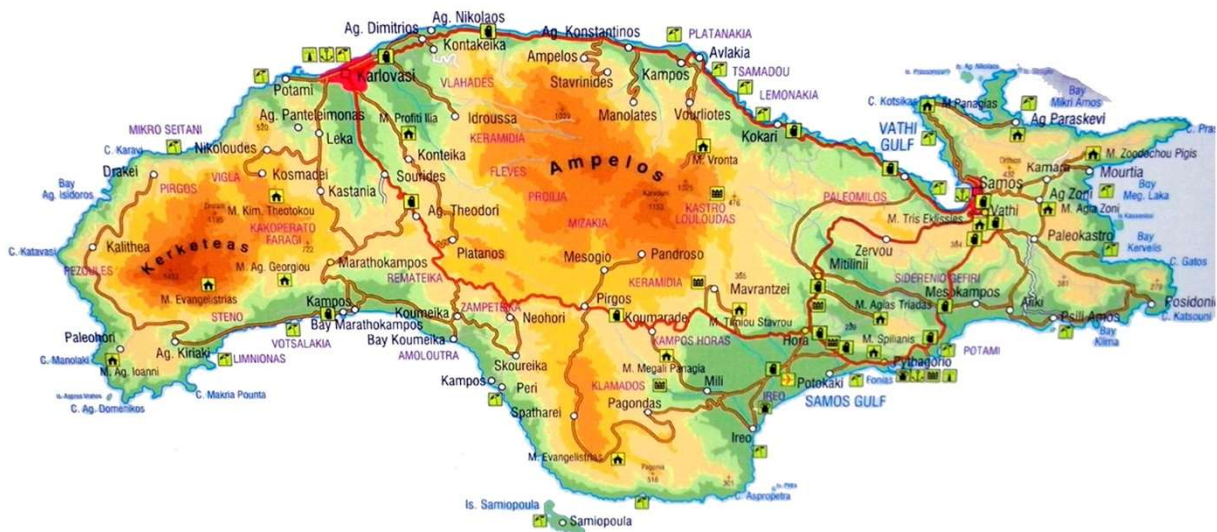 Ag. Nikolaos
Ag. Dimitrios
Kontakeika
Ag. Konstantinos
PLATANAKIA
Avlakia
Ampelos
Kampos
TSAMADOU
Karlovasi
VLAHADES
Stavrinides
LEMONAKIA
Potami
Manolates
Vourliotes
Idroussa
Kokari
Ag. Panteleimonas
M. Profiti Ilia
Leka
KERAMIDIA
MIKRO SEITANI
C. Karavi
Nikoloudes
Konteika
M. Vronta
Ampelos
FLEVES
Drakei
VIGLA
Kosmadei
Sourides
PIRGOS
Kastania
PROILIA
KASTRO
LOULOUDAS
Bay
Ag. Isidoros
M. Kim. Theotokou
Ag. Theodori
MIZAKIA
KAKOPERATO
FARAGI
C. Katavasi
Kalithea
Kerketeas
Platanos
PEZOULES
Marathokampos
Mesogio
Pandroso
M. Ag. Georgiou
REMATEIKA
KERAMIDIA
M. Evangelistrias
Mavrantzei
Kampos
ZAMPETEIKA
Pirgos
STENO
Koumeika
Neohori
Koumaradei
M. Timiou Stavrou
Bay Marathokampos
VOTSALAKIA
Bay Koumeika
AMOLOUTRA
KAMPOS HORAS
Paleohori
Ag. Kiriaki
LIMNIONAS
C. Manolaki
M. Ag. Ioanni
Skoureika
M. Megali Panagia
Kampos
Peri
KLAMADOS
Mili
C. Makria Pounta
C. Ag. Domenikos
Spatharei
Pagondas
IREO
Ireo
M. Evangelistrias
C. Aspropetra
Is. Samiopoula
Samiopoula
Bay
Mikri Amos
C. Kotsikas
M Panagias
Ag Paraskevi
VATHI
GULF
C. Pras
M. Zoodochou Pigis
Kamara
Mourtia
Samos
Ag Zoni
Bay
Meg. Laka
PALEOMILOS
Vathi
M. Agia Zoni
M. Tris Eklissies
Zervou
Paleokastro
Bay
Kervelis
C. Gatos
Mitilinii
SIDERENIO GEFIRI
Mesokampos
Posidonio
C. Katsouni
M. Agias Triadas
Psili Amos
Bay
Klima
Hora
M. Spilianis
POTAMI
Pythagorio
Potokaki
Fonias
SAMOS GULF